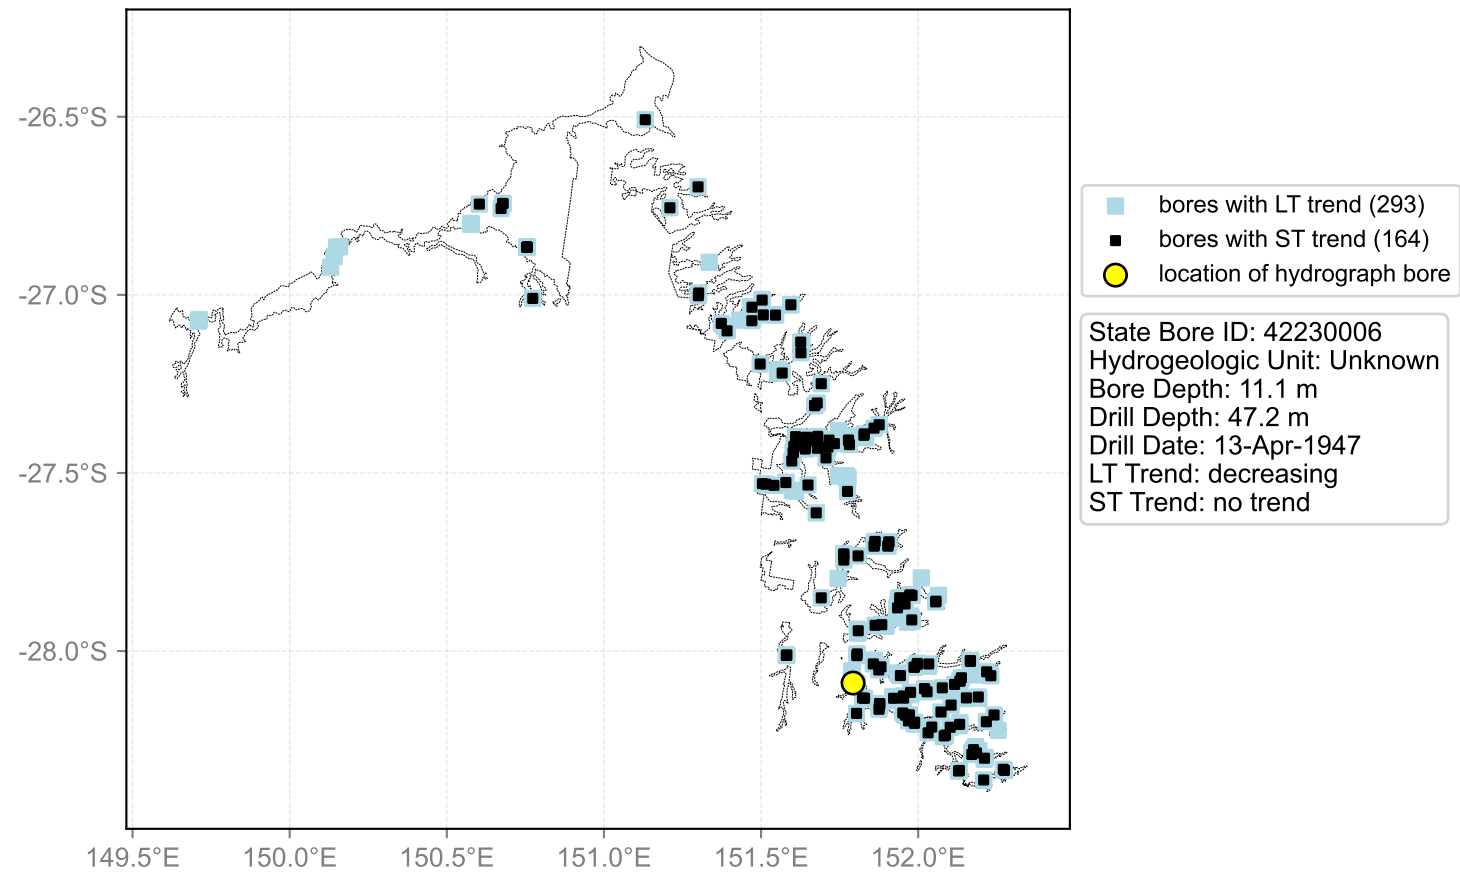 -26.5°S
-27.0°S
-27.5°S
-28.0°S
149.5°E
150.0°E
150.5°E
151.0°E
151.5°E
152.0°E
bores with LT trend (293)
bores with ST trend (164)
location of hydrograph bore
State Bore ID: 42230006
Hydrogeologic Unit: Unknown
Bore Depth: 11.1 m
Drill Depth: 47.2 m
Drill Date: 13-Apr-1947
LT Trend: decreasing
ST Trend: no trend